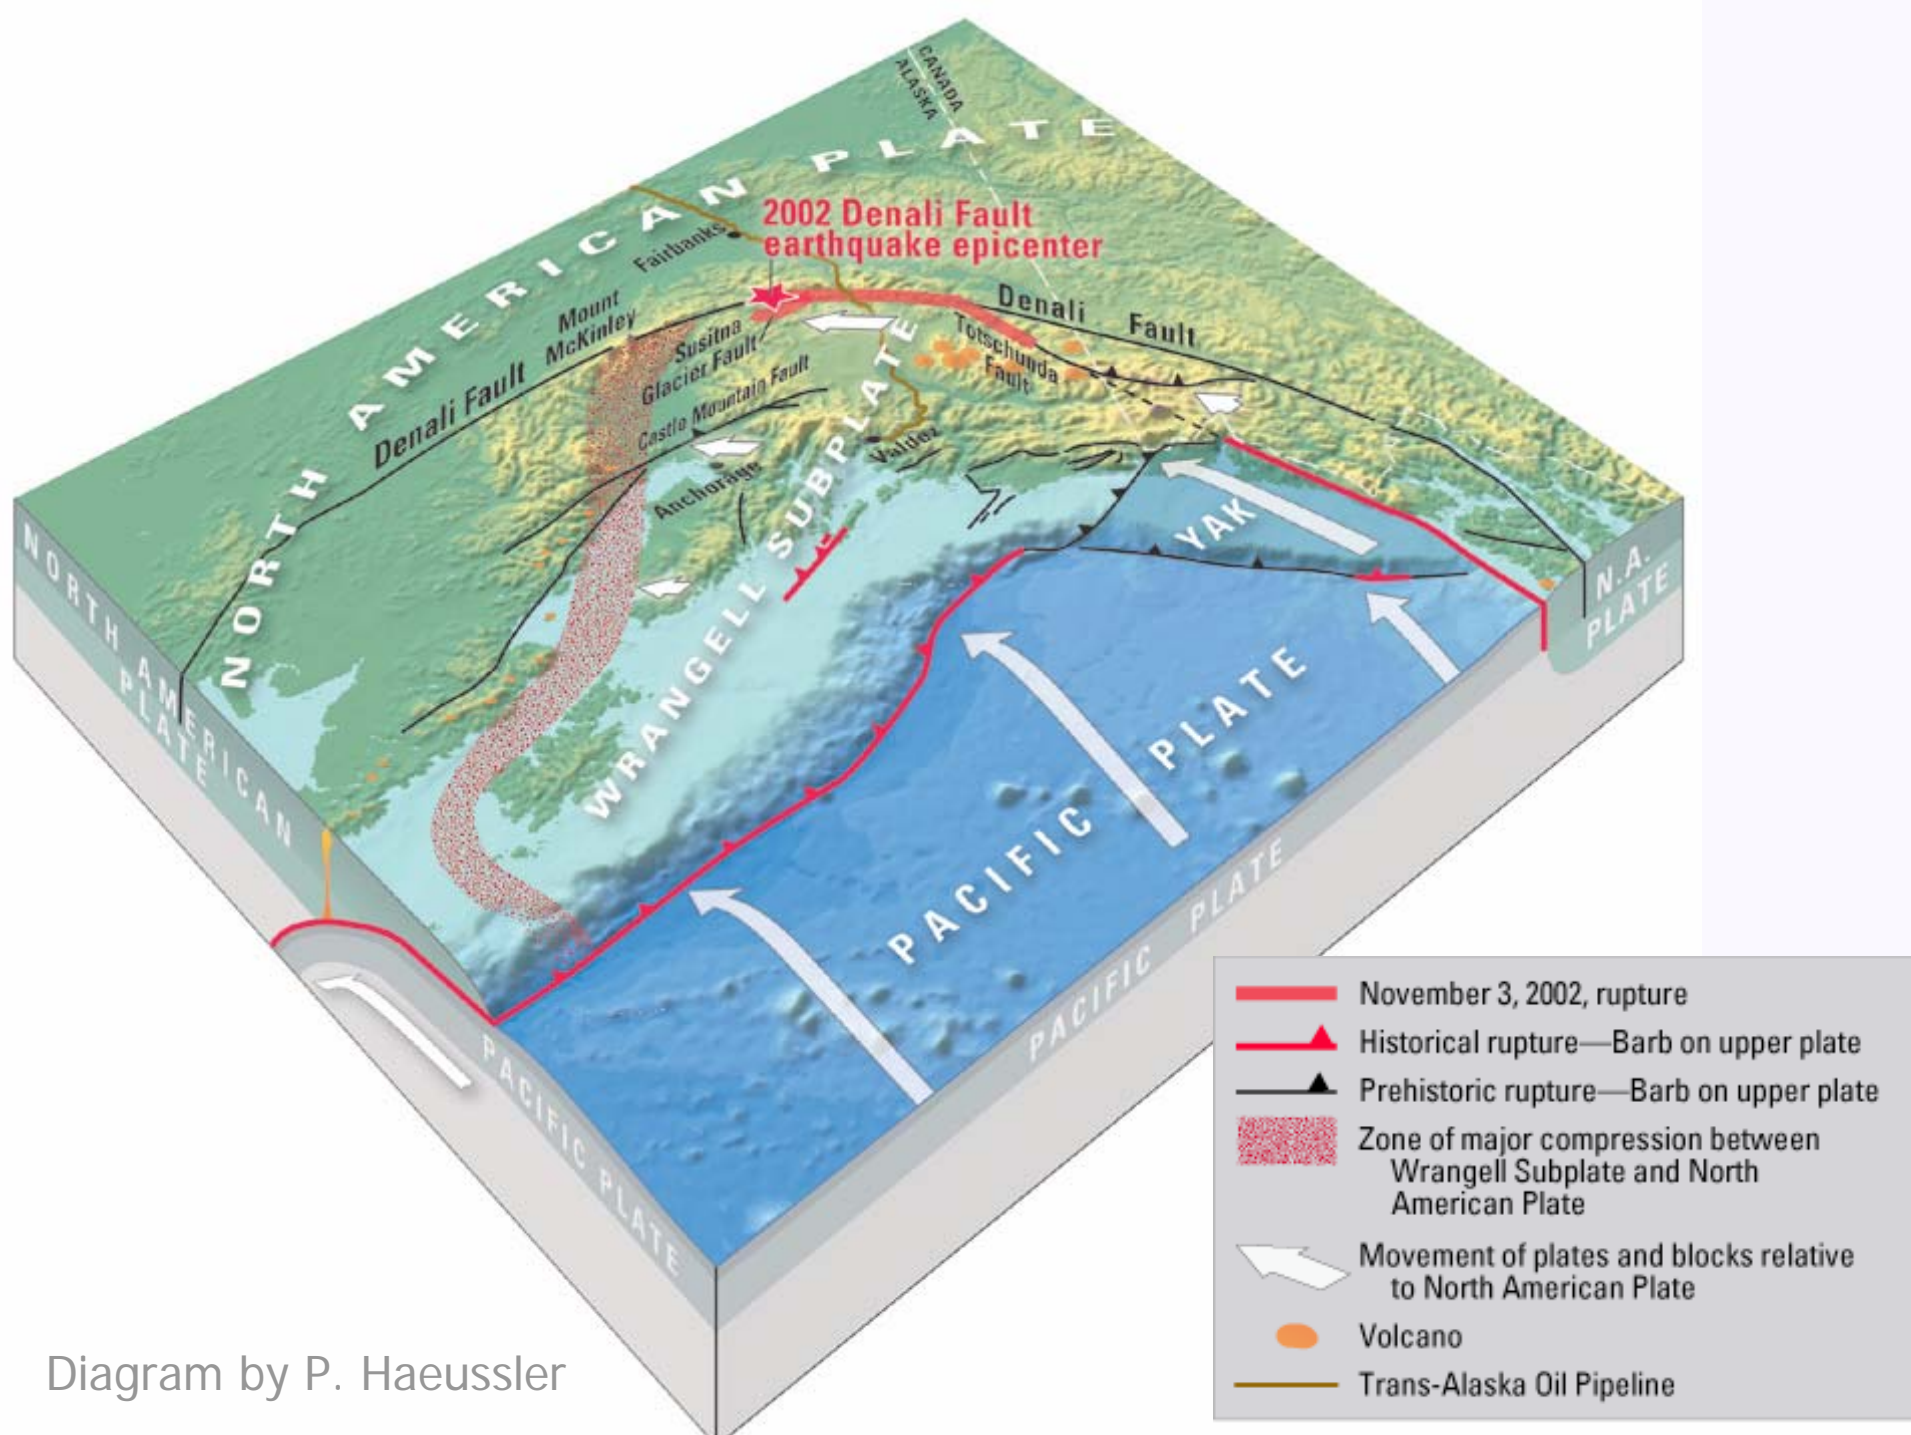 CANADA
ALASKA
NORTH AMERICAN PLATE
2002 Denali Fault
earthquake epicenter
Fairbanks
Mount
McKinley
Denali Fault
Denali Fault
Susitna
Glacier Fault
Totschunda
Fault
Castle Mountain Fault
Anchorage
Valdez
WRANGELL SUBPLATE
YAK
PACIFIC PLATE
NORTH AMERICAN
PLATE
N.A.
PLATE
PACIFIC PLATE
PACIFIC PLATE
November 3, 2002, rupture
Historical rupture—Barb on upper plate
Prehistoric rupture—Barb on upper plate
Zone of major compression between
Wrangell Subplate and North
American Plate
Movement of plates and blocks relative
to North American Plate
Volcano
Trans-Alaska Oil Pipeline
Diagram by P. Haeussler